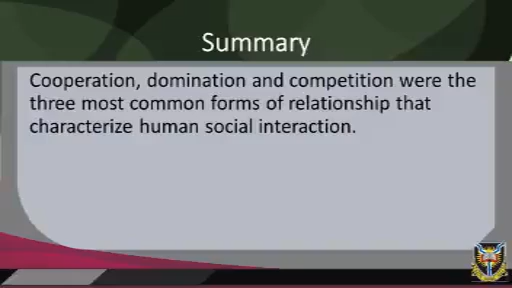 Summary
Cooperation, domination and competition were the
three most common forms of relationship that
characterize human social interaction.